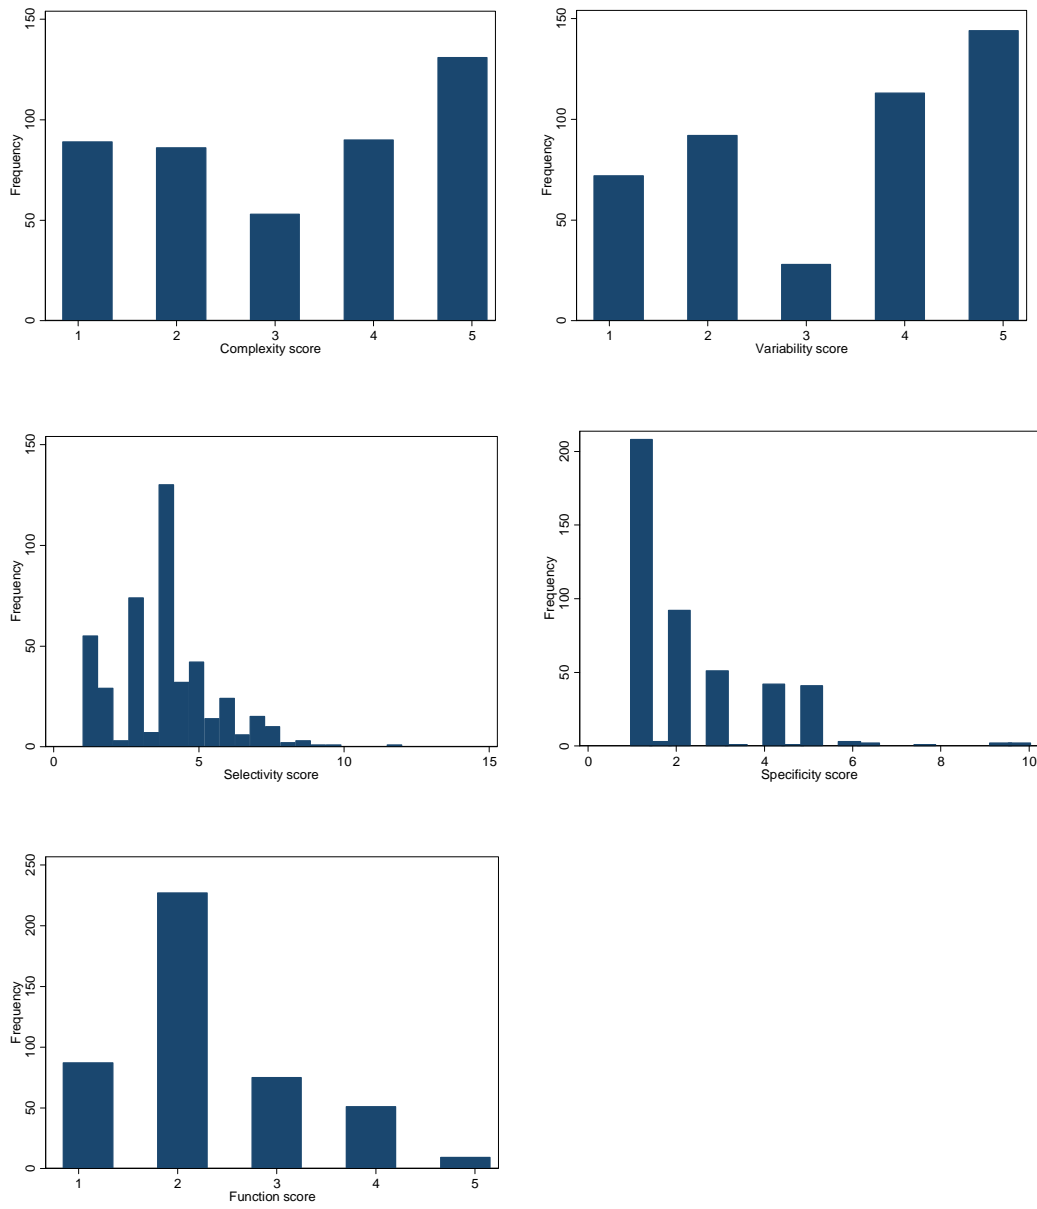 150
100
50
0
Frequency
1 2 3 4 5
Complexity score
150
100
50
0
Frequency
1 2 3 4 5
Variability score
150
100
50
0
Frequency
0 5 10 15
Selectivity score
200
150
100
50
0
Frequency
0 2 4 6 8 10
Specificity score
250
200
150
100
50
0
Frequency
1 2 3 4 5
Function score